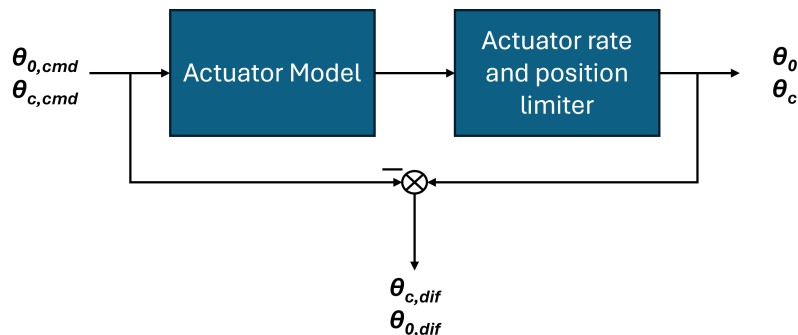 θ0,cmd
θc,cmd
Actuator Model
Actuator rate
and position
limiter
θ0
θc
−
θc,dif
θ0,dif